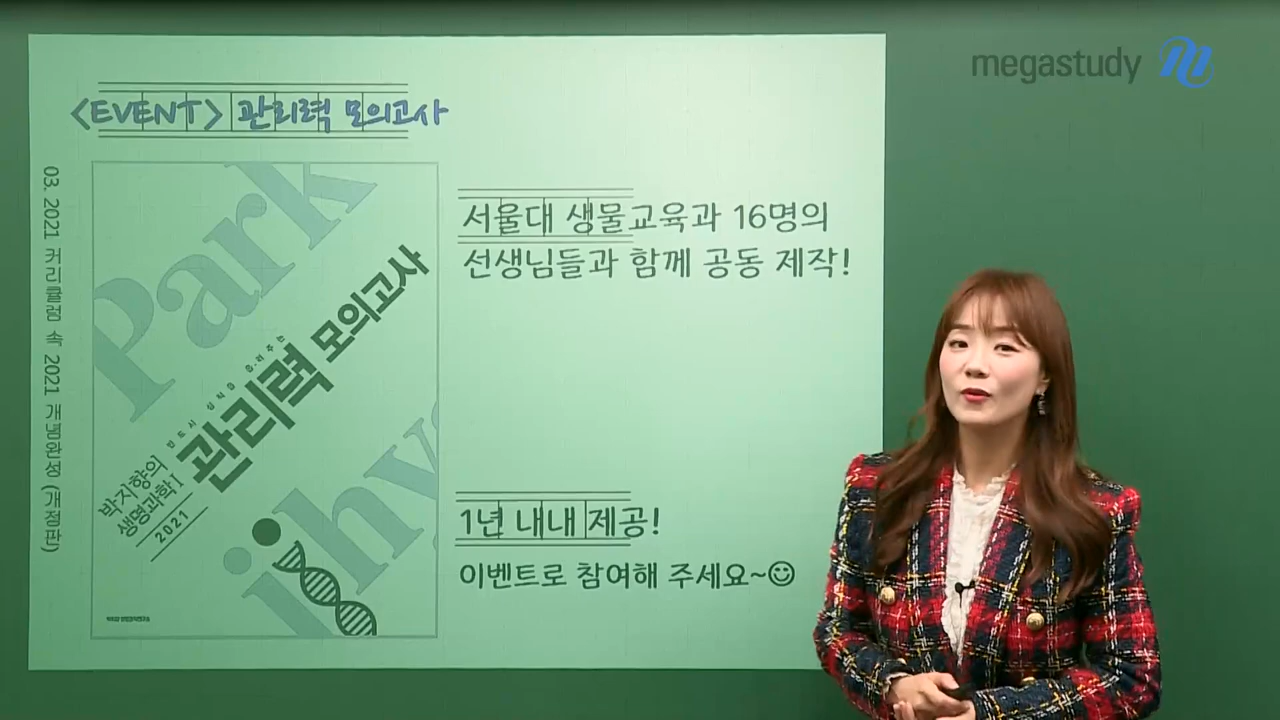 megastudy
<EVENT> 관리력 모의고사
03. 2021 커리큘럼 속 2021 개념완성 (개정판)
Park
jihy
박지향의
생명과학 I
2021
관리력 모의고사
서울대 생물교육과 16명의
선생님들과 함께 공동 제작!
1년 내내 제공!
이벤트로 참여해 주세요~☺